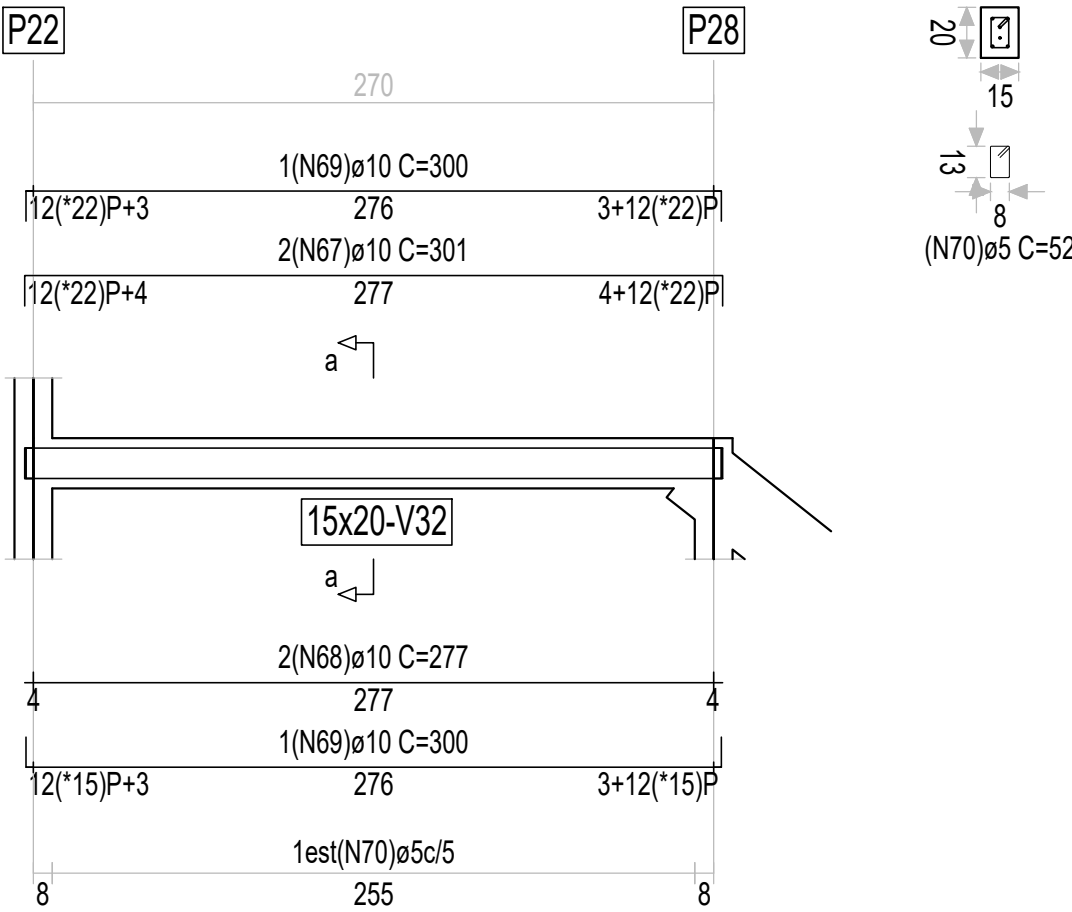 P22
P28
20
15
270
13
8
(N70)ø5 C=52
1(N69)ø10 C=300
12(*22)P+3 276 3+12(*22)P
2(N67)ø10 C=301
12(*22)P+4 277 4+12(*22)P
a
15x20-V32
a
2(N68)ø10 C=277
4 277 4
1(N69)ø10 C=300
12(*15)P+3 276 3+12(*15)P
1est(N70)ø5c/5
8 255 8